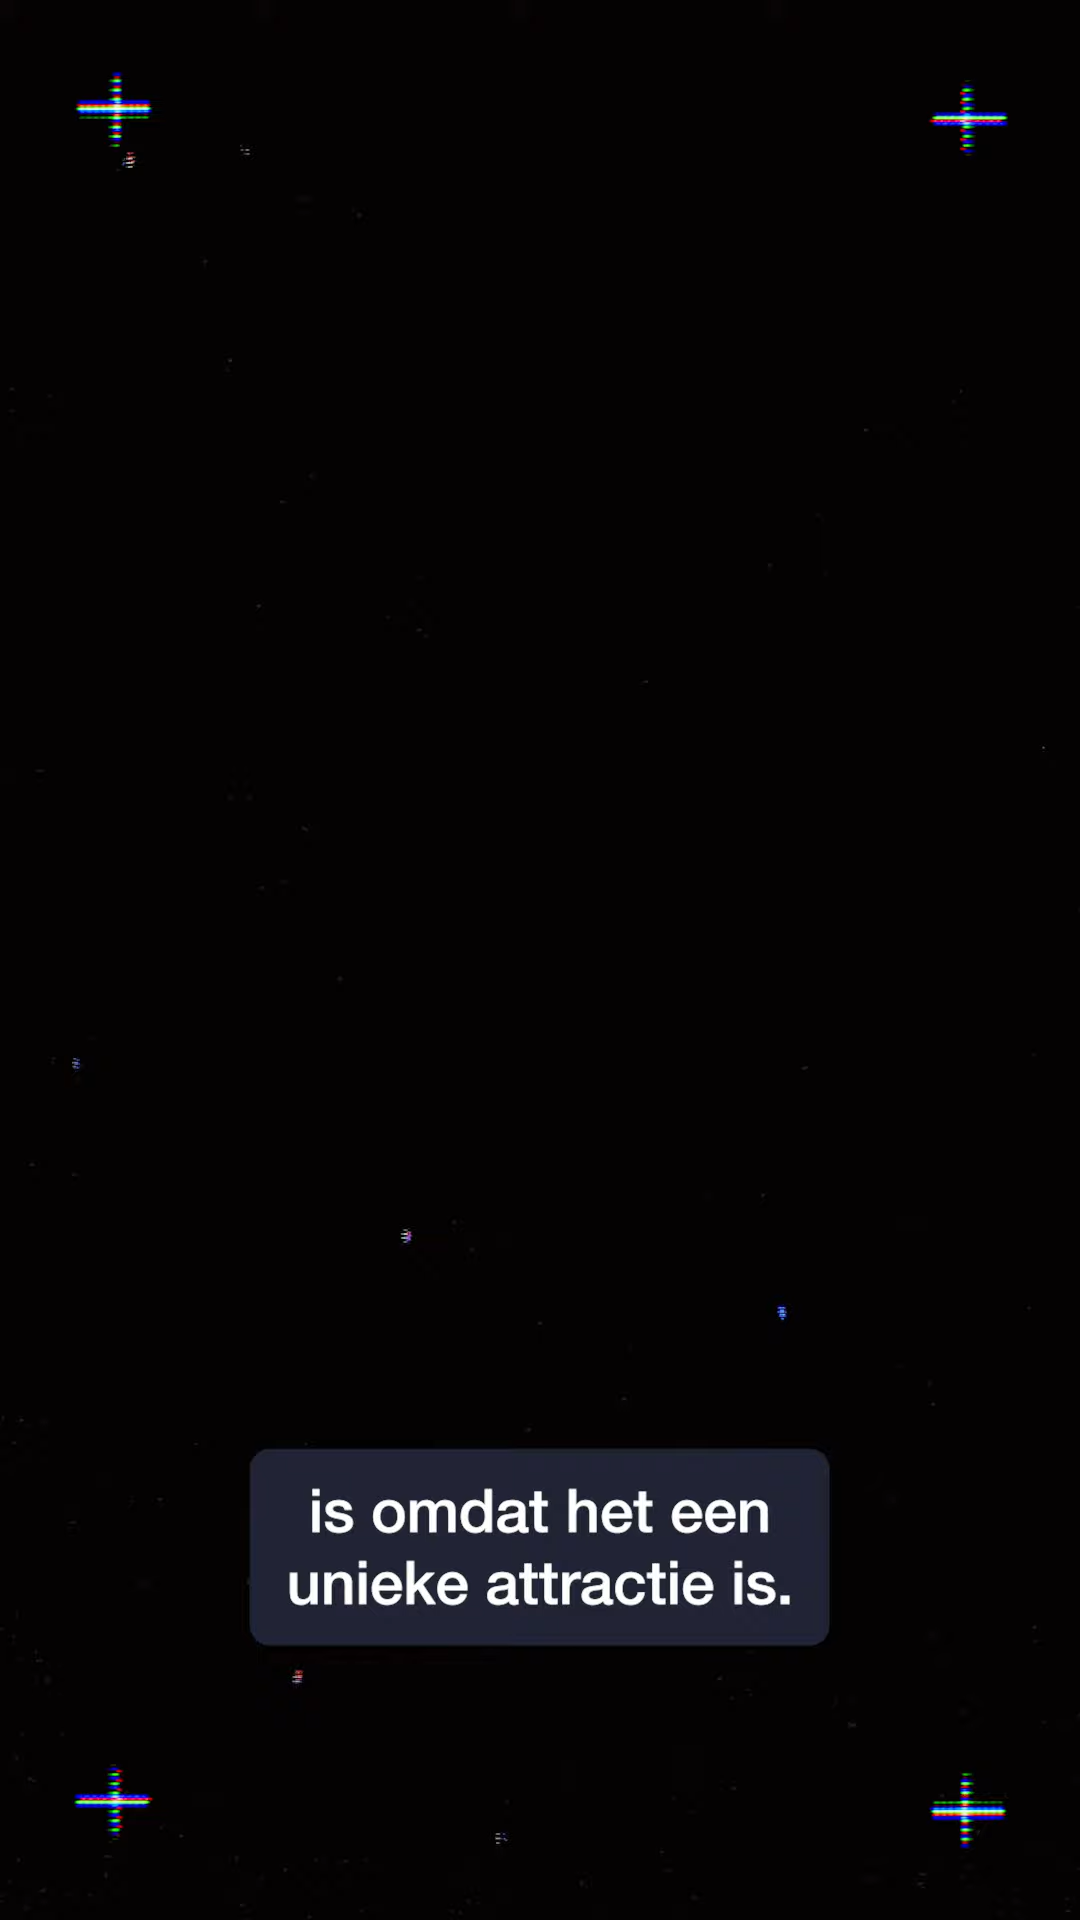 is omdat het een
unieke attractie is.